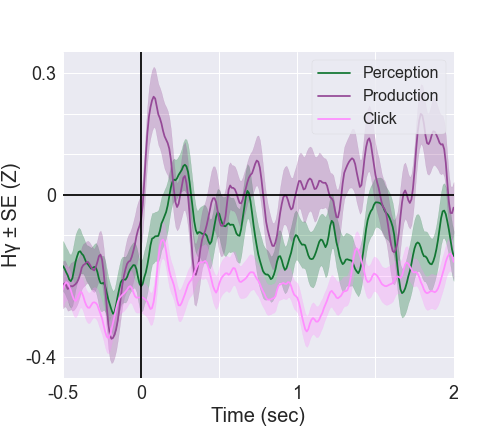 Perception
Production
Click
0.3
0
-0.4
Hγ ± SE (Z)
-0.5
0
1
2
Time (sec)